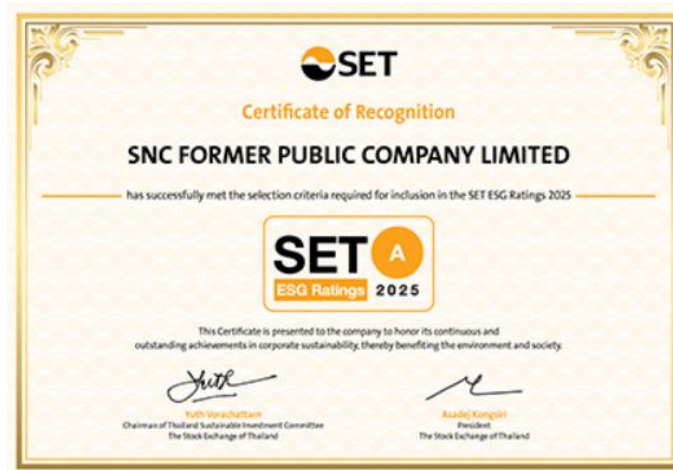 SET
Certificate of Recognition
SNC FORMER PUBLIC COMPANY LIMITED
has successfully met the selection criteria required for inclusion in the SET ESG Ratings 2025
SET A
ESG Ratings 2025
This Certificate is presented to the company to honor its continuous and
outstanding achievements in corporate sustainability, thereby benefiting the environment and society.
Yuth Vorachattarn
Chairman of Thailand Sustainable Investment Committee
The Stock Exchange of Thailand
Asadej Kongsiri
President
The Stock Exchange of Thailand